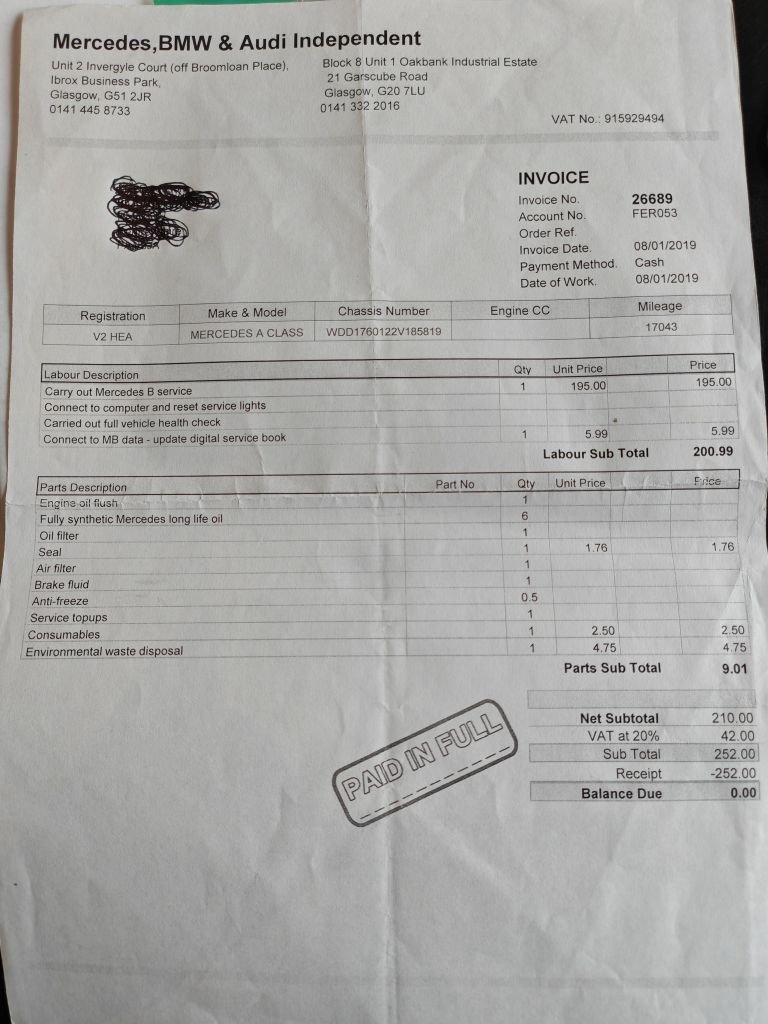 Mercedes,BMW & Audi Independent
Unit 2 Invergyle Court (off Broomloan Place),
Ibrox Business Park,
Glasgow, G51 2JR
0141 445 8733
Block 8 Unit 1 Oakbank Industrial Estate
21 Garscube Road
Glasgow, G20 7LU
0141 332 2016
VAT No.: 915929494
INVOICE
Invoice No. 26689
Account No. FER053
Order Ref.
Invoice Date. 08/01/2019
Payment Method. Cash
Date of Work. 08/01/2019
Registration Make & Model Chassis Number Engine CC Mileage
V2 HEA MERCEDES A CLASS WDD1760122V185819 17043
Labour Description Qty Unit Price Price
Carry out Mercedes B service 1 195.00 195.00
Connect to computer and reset service lights
Carried out full vehicle health check
Connect to MB data - update digital service book 1 5.99 5.99
Labour Sub Total 200.99
Parts Description Part No Qty Unit Price Price
Engine oil flush 1
Fully synthetic Mercedes long life oil 6
Oil filter 1
Seal 1 1.76 1.76
Air filter 1
Brake fluid 1
Anti-freeze 0.5
Service topups 1
Consumables 1 2.50 2.50
Environmental waste disposal 1 4.75 4.75
Parts Sub Total 9.01
Net Subtotal 210.00
VAT at 20% 42.00
Sub Total 252.00
Receipt -252.00
Balance Due 0.00
PAID IN FULL